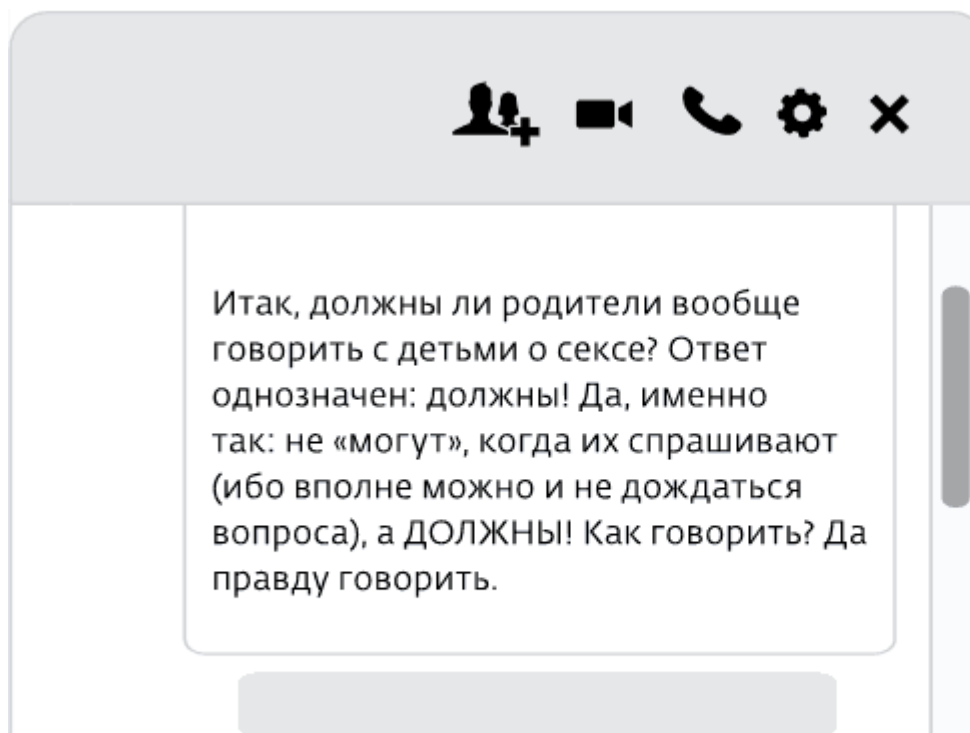 Итак, должны ли родители вообще
говорить с детьми о сексе? Ответ
однозначен: должны! Да, именно
так: не «могут», когда их спрашивают
(ибо вполне можно и не дождаться
вопроса), а ДОЛЖНЫ! Как говорить? Да
правду говорить.